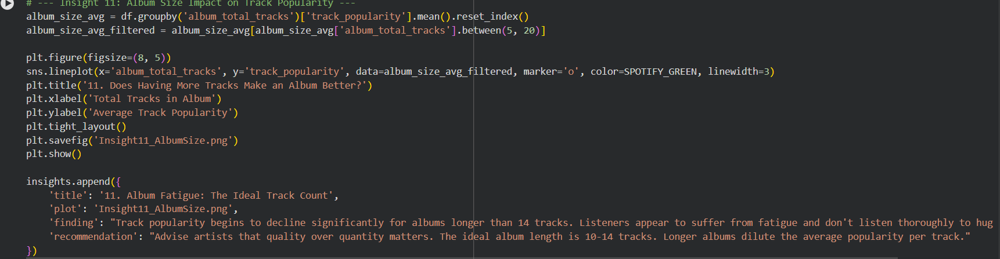 # --- Insight 11: Album Size Impact on Track Popularity ---
album_size_avg = df.groupby('album_total_tracks')['track_popularity'].mean().reset_index()
album_size_avg_filtered = album_size_avg[album_size_avg['album_total_tracks'].between(5, 20)]

plt.figure(figsize=(8, 5))
sns.lineplot(x='album_total_tracks', y='track_popularity', data=album_size_avg_filtered, marker='o', color=SPOTIFY_GREEN, linewidth=3)
plt.title('11. Does Having More Tracks Make an Album Better?')
plt.xlabel('Total Tracks in Album')
plt.ylabel('Average Track Popularity')
plt.tight_layout()
plt.savefig('Insight11_AlbumSize.png')
plt.show()

insights.append({
    'title': '11. Album Fatigue: The Ideal Track Count',
    'plot': 'Insight11_AlbumSize.png',
    'finding': "Track popularity begins to decline significantly for albums longer than 14 tracks. Listeners appear to suffer from fatigue and don't listen thoroughly to hug
    'recommendation': "Advise artists that quality over quantity matters. The ideal album length is 10-14 tracks. Longer albums dilute the average popularity per track."
})